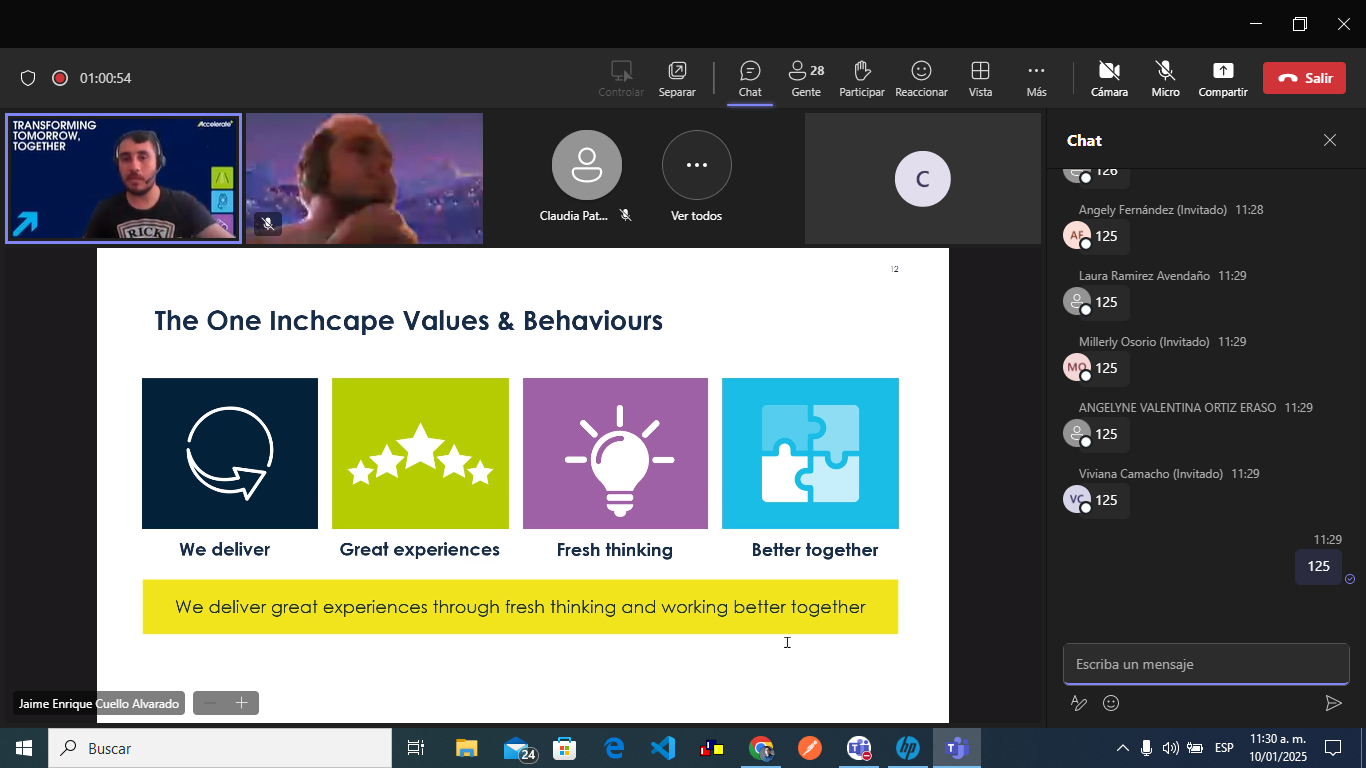 01:00:54
Controlar
Separar
Chat
28
Gente
Participar
Reaccionar
Vista
Más
Cámara
Micro
Compartir
Salir
TRANSFORMING
TOMORROW,
TOGETHER
Accelerate+
RICK
Claudia Pat...
Ver todos
C
Chat
126
Angely Fernández (Invitado) 11:28
AF
125
Laura Ramirez Avendaño 11:29
125
Millerly Osorio (Invitado) 11:29
MO
125
ANGELYNE VALENTINA ORTIZ ERASO 11:29
125
Viviana Camacho (Invitado) 11:29
VC
125
11:29
125
Escriba un mensaje
12
The One Inchcape Values & Behaviours
We deliver
Great experiences
Fresh thinking
Better together
We deliver great experiences through fresh thinking and working better together
Jaime Enrique Cuello Alvarado
Buscar
24
ESP
11:30 a. m.
10/01/2025